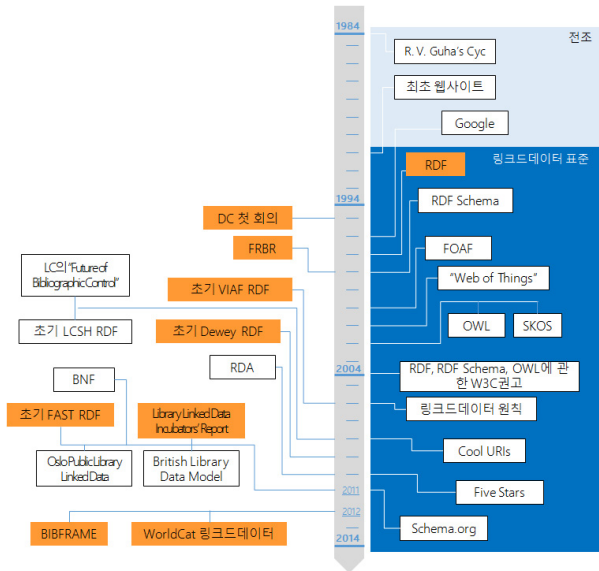 1984
전조
R. V. Guha's Cyc
최초 웹사이트
Google
링크드데이터 표준
RDF
1994
RDF Schema
DC 첫 회의
FRBR
FOAF
LC의 "Future of
Bibliographic Control"
"Web of Things"
초기 VIAF RDF
초기 LCSH RDF
초기 Dewey RDF
OWL
SKOS
RDA
2004
RDF, RDF Schema, OWL에 관
한 W3C권고
BNF
링크드데이터 원칙
초기 FAST RDF
Library Linked Data
Incubators' Report
Cool URIs
Oslo Public Library
Linked Data
British Library
Data Model
Five Stars
2011
2012
Schema.org
BIBFRAME
WorldCat 링크드데이터
2014